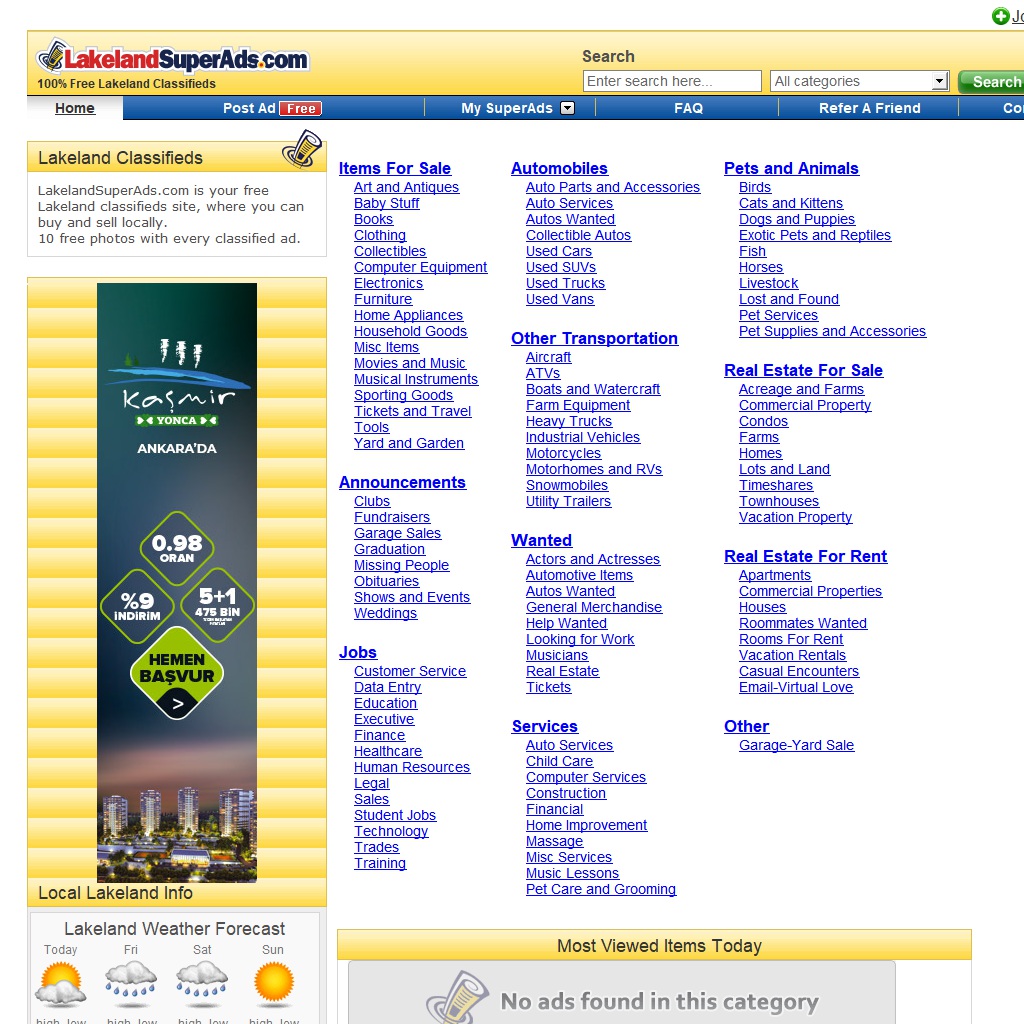 Jo
LakelandSuperAds.com
100% Free Lakeland Classifieds
Search
Enter search here...
All categories
Search
Home
Post Ad Free
My SuperAds
FAQ
Refer A Friend
Co
Lakeland Classifieds
LakelandSuperAds.com is your free
Lakeland classifieds site, where you can
buy and sell locally.
10 free photos with every classified ad.
kaşmir
YONCA
ANKARA'DA
0.98
ORAN
%9
İNDİRİM
5+1
475 BİN
HEMEN
BAŞVUR
>
Local Lakeland Info
Lakeland Weather Forecast
Today Fri Sat Sun
high low high low high low high low
Items For Sale
Art and Antiques
Baby Stuff
Books
Clothing
Collectibles
Computer Equipment
Electronics
Furniture
Home Appliances
Household Goods
Misc Items
Movies and Music
Musical Instruments
Sporting Goods
Tickets and Travel
Tools
Yard and Garden
Announcements
Clubs
Fundraisers
Garage Sales
Graduation
Missing People
Obituaries
Shows and Events
Weddings
Jobs
Customer Service
Data Entry
Education
Executive
Finance
Healthcare
Human Resources
Legal
Sales
Student Jobs
Technology
Trades
Training
Automobiles
Auto Parts and Accessories
Auto Services
Autos Wanted
Collectible Autos
Used Cars
Used SUVs
Used Trucks
Used Vans
Other Transportation
Aircraft
ATVs
Boats and Watercraft
Farm Equipment
Heavy Trucks
Industrial Vehicles
Motorcycles
Motorhomes and RVs
Snowmobiles
Utility Trailers
Wanted
Actors and Actresses
Automotive Items
Autos Wanted
General Merchandise
Help Wanted
Looking for Work
Musicians
Real Estate
Tickets
Services
Auto Services
Child Care
Computer Services
Construction
Financial
Home Improvement
Massage
Misc Services
Music Lessons
Pet Care and Grooming
Pets and Animals
Birds
Cats and Kittens
Dogs and Puppies
Exotic Pets and Reptiles
Fish
Horses
Livestock
Lost and Found
Pet Services
Pet Supplies and Accessories
Real Estate For Sale
Acreage and Farms
Commercial Property
Condos
Farms
Homes
Lots and Land
Timeshares
Townhouses
Vacation Property
Real Estate For Rent
Apartments
Commercial Properties
Houses
Roommates Wanted
Rooms For Rent
Vacation Rentals
Casual Encounters
Email-Virtual Love
Other
Garage-Yard Sale
Most Viewed Items Today
No ads found in this category